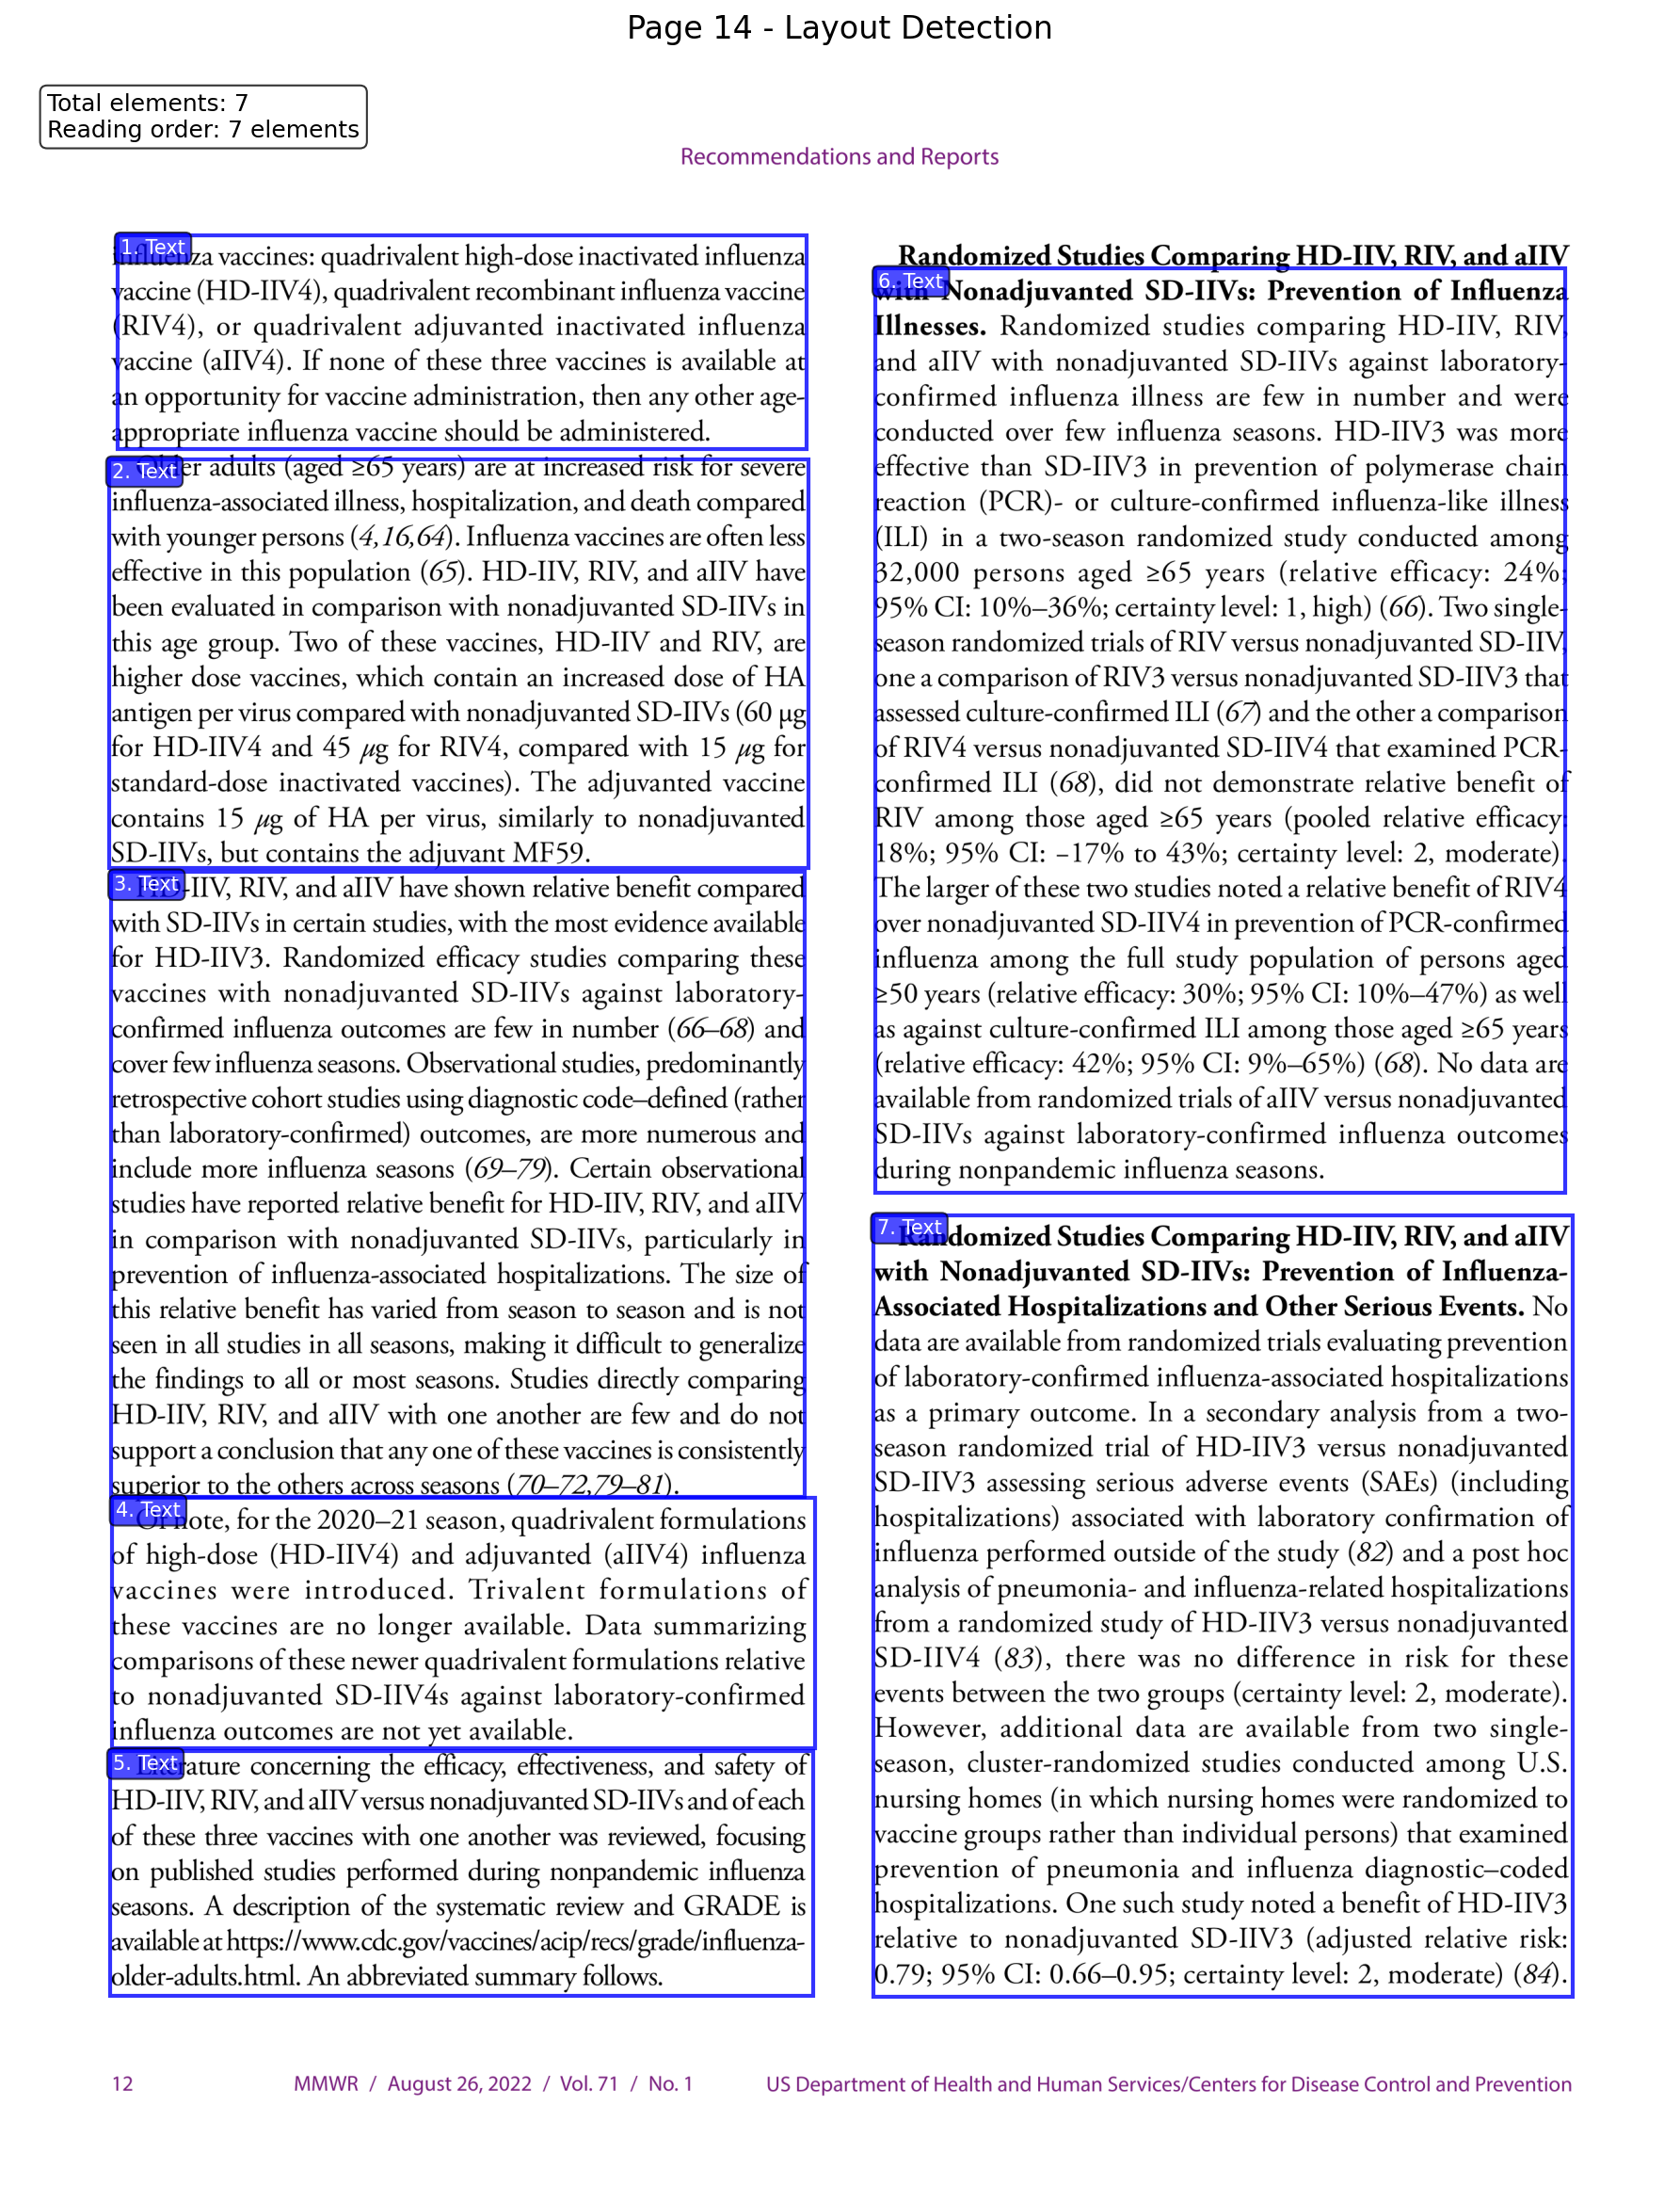 Page 14 - Layout Detection
Total elements: 7
Reading order: 7 elements
Recommendations and Reports
1. Text
influenza vaccines: quadrivalent high-dose inactivated influenza
vaccine (HD-IIV4), quadrivalent recombinant influenza vaccine
(RIV4), or quadrivalent adjuvanted inactivated influenza
vaccine (aIIV4). If none of these three vaccines is available at
an opportunity for vaccine administration, then any other age-
appropriate influenza vaccine should be administered.
2. Text
Older adults (aged ≥65 years) are at increased risk for severe
influenza-associated illness, hospitalization, and death compared
with younger persons (4,16,64). Influenza vaccines are often less
effective in this population (65). HD-IIV, RIV, and aIIV have
been evaluated in comparison with nonadjuvanted SD-IIVs in
this age group. Two of these vaccines, HD-IIV and RIV, are
higher dose vaccines, which contain an increased dose of HA
antigen per virus compared with nonadjuvanted SD-IIVs (60 μg
for HD-IIV4 and 45 μg for RIV4, compared with 15 μg for
standard-dose inactivated vaccines). The adjuvanted vaccine
contains 15 μg of HA per virus, similarly to nonadjuvanted
SD-IIVs, but contains the adjuvant MF59.
3. Text
HD-IIV, RIV, and aIIV have shown relative benefit compared
with SD-IIVs in certain studies, with the most evidence available
for HD-IIV3. Randomized efficacy studies comparing these
vaccines with nonadjuvanted SD-IIVs against laboratory-
confirmed influenza outcomes are few in number (66–68) and
cover few influenza seasons. Observational studies, predominantly
retrospective cohort studies using diagnostic code–defined (rather
than laboratory-confirmed) outcomes, are more numerous and
include more influenza seasons (69–79). Certain observational
studies have reported relative benefit for HD-IIV, RIV, and aIIV
in comparison with nonadjuvanted SD-IIVs, particularly in
prevention of influenza-associated hospitalizations. The size of
this relative benefit has varied from season to season and is not
seen in all studies in all seasons, making it difficult to generalize
the findings to all or most seasons. Studies directly comparing
HD-IIV, RIV, and aIIV with one another are few and do not
support a conclusion that any one of these vaccines is consistently
superior to the others across seasons (70–72,79–81).
4. Text
Of note, for the 2020–21 season, quadrivalent formulations
of high-dose (HD-IIV4) and adjuvanted (aIIV4) influenza
vaccines were introduced. Trivalent formulations of
these vaccines are no longer available. Data summarizing
comparisons of these newer quadrivalent formulations relative
to nonadjuvanted SD-IIV4s against laboratory-confirmed
influenza outcomes are not yet available.
5. Text
Literature concerning the efficacy, effectiveness, and safety of
HD-IIV, RIV, and aIIV versus nonadjuvanted SD-IIVs and of each
of these three vaccines with one another was reviewed, focusing
on published studies performed during nonpandemic influenza
seasons. A description of the systematic review and GRADE is
available at https://www.cdc.gov/vaccines/acip/recs/grade/influenza-
older-adults.html. An abbreviated summary follows.
Randomized Studies Comparing HD-IIV, RIV, and aIIV
6. Text
with Nonadjuvanted SD-IIVs: Prevention of Influenza
Illnesses. Randomized studies comparing HD-IIV, RIV,
and aIIV with nonadjuvanted SD-IIVs against laboratory-
confirmed influenza illness are few in number and were
conducted over few influenza seasons. HD-IIV3 was more
effective than SD-IIV3 in prevention of polymerase chain
reaction (PCR)- or culture-confirmed influenza-like illness
(ILI) in a two-season randomized study conducted among
32,000 persons aged ≥65 years (relative efficacy: 24%;
95% CI: 10%–36%; certainty level: 1, high) (66). Two single-
season randomized trials of RIV versus nonadjuvanted SD-IIV,
one a comparison of RIV3 versus nonadjuvanted SD-IIV3 that
assessed culture-confirmed ILI (67) and the other a comparison
of RIV4 versus nonadjuvanted SD-IIV4 that examined PCR-
confirmed ILI (68), did not demonstrate relative benefit of
RIV among those aged ≥65 years (pooled relative efficacy:
18%; 95% CI: –17% to 43%; certainty level: 2, moderate).
The larger of these two studies noted a relative benefit of RIV4
over nonadjuvanted SD-IIV4 in prevention of PCR-confirmed
influenza among the full study population of persons aged
≥50 years (relative efficacy: 30%; 95% CI: 10%–47%) as well
as against culture-confirmed ILI among those aged ≥65 years
(relative efficacy: 42%; 95% CI: 9%–65%) (68). No data are
available from randomized trials of aIIV versus nonadjuvanted
SD-IIVs against laboratory-confirmed influenza outcomes
during nonpandemic influenza seasons.
7. Text
Randomized Studies Comparing HD-IIV, RIV, and aIIV
with Nonadjuvanted SD-IIVs: Prevention of Influenza-
Associated Hospitalizations and Other Serious Events. No
data are available from randomized trials evaluating prevention
of laboratory-confirmed influenza-associated hospitalizations
as a primary outcome. In a secondary analysis from a two-
season randomized trial of HD-IIV3 versus nonadjuvanted
SD-IIV3 assessing serious adverse events (SAEs) (including
hospitalizations) associated with laboratory confirmation of
influenza performed outside of the study (82) and a post hoc
analysis of pneumonia- and influenza-related hospitalizations
from a randomized study of HD-IIV3 versus nonadjuvanted
SD-IIV4 (83), there was no difference in risk for these
events between the two groups (certainty level: 2, moderate).
However, additional data are available from two single-
season, cluster-randomized studies conducted among U.S.
nursing homes (in which nursing homes were randomized to
vaccine groups rather than individual persons) that examined
prevention of pneumonia and influenza diagnostic–coded
hospitalizations. One such study noted a benefit of HD-IIV3
relative to nonadjuvanted SD-IIV3 (adjusted relative risk:
0.79; 95% CI: 0.66–0.95; certainty level: 2, moderate) (84).
12 MMWR / August 26, 2022 / Vol. 71 / No. 1 US Department of Health and Human Services/Centers for Disease Control and Prevention